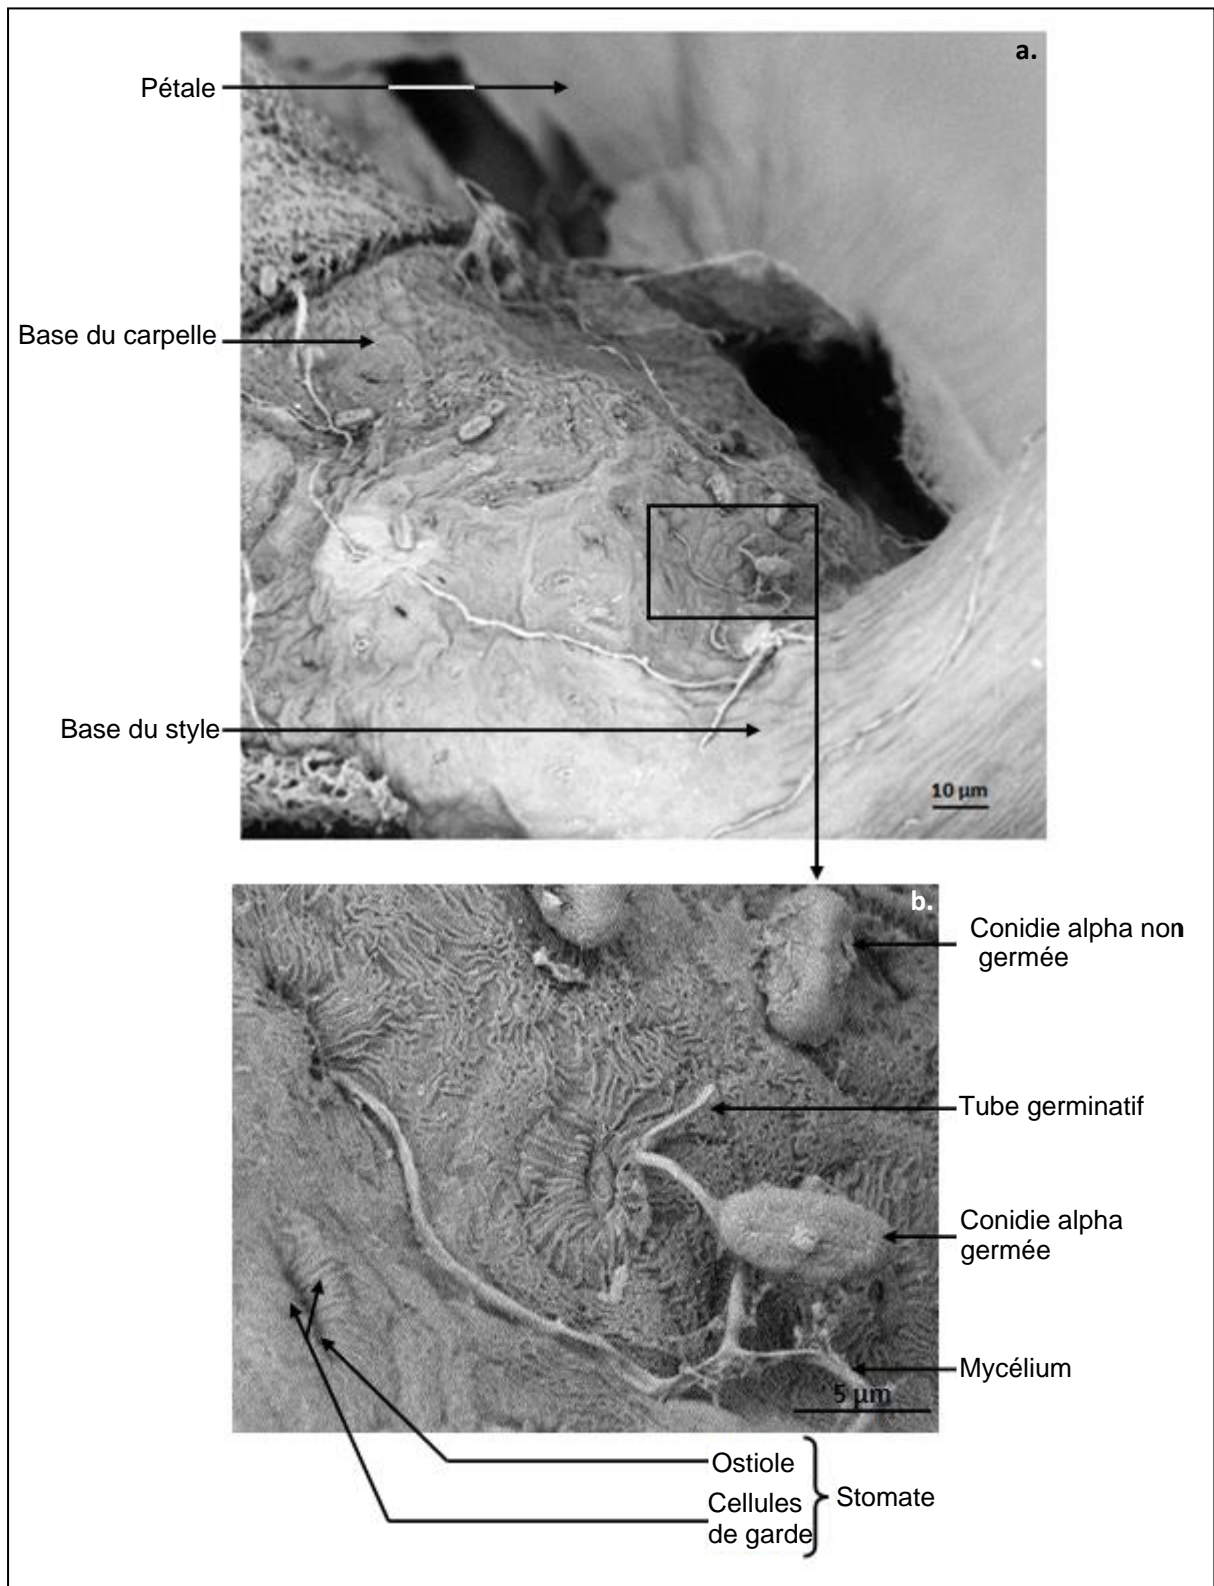 a.
Pétale
Base du carpelle
Base du style
10 µm
b.
Conidie alpha non
germée
Tube germinatif
Conidie alpha
germée
Mycélium
5 µm
Ostiole
Cellules
de garde
Stomate